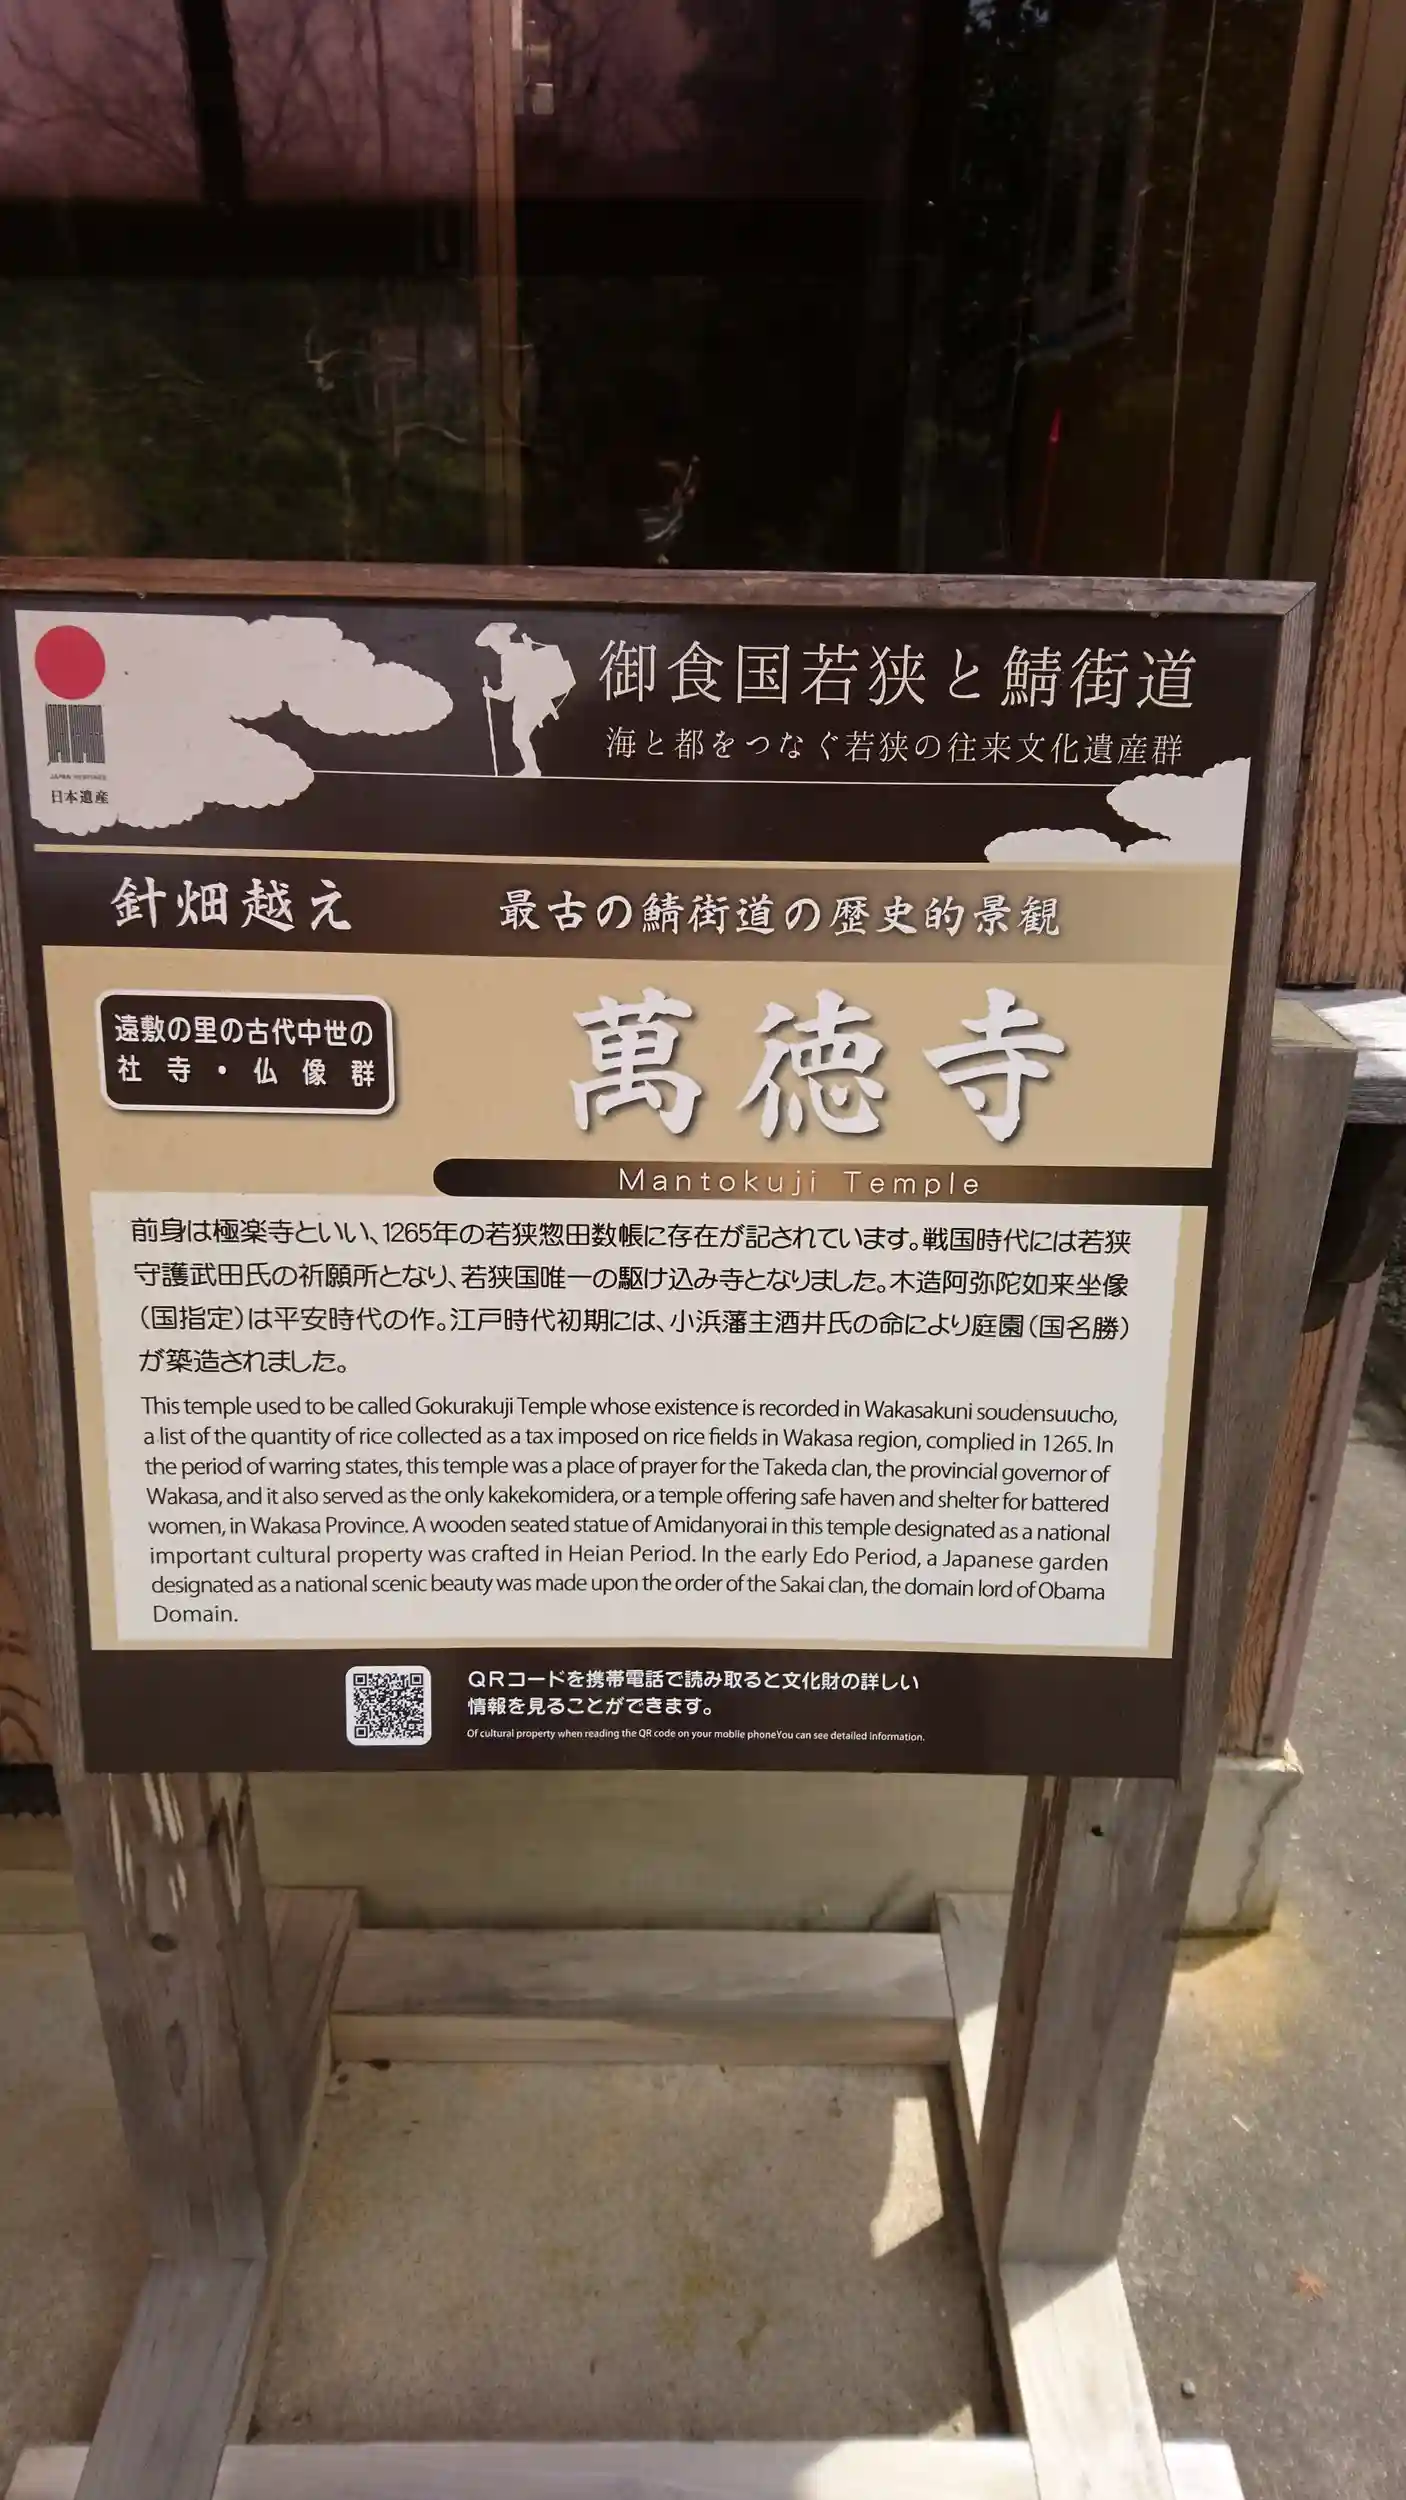 御食国若狭と鯖街道
海と都をつなぐ若狭の往来文化遺産群
JAPAN HERITAGE
日本遺産
針畑越え
最古の鯖街道の歴史的景観
遠敷の里の古代中世の
社寺・仏像群
萬徳寺
Mantokuji Temple
前身は極楽寺といい、1265年の若狭惣田数帳に存在が記されています。戦国時代には若狭
守護武田氏の祈願所となり、若狭国唯一の駆け込み寺となりました。木造阿弥陀如来坐像
（国指定）は平安時代の作。江戸時代初期には、小浜藩主酒井氏の命により庭園（国名勝）
が築造されました。
This temple used to be called Gokurakuji Temple whose existence is recorded in Wakasakuni soudensuucho,
a list of the quantity of rice collected as a tax imposed on rice fields in Wakasa region, complied in 1265. In
the period of warring states, this temple was a place of prayer for the Takeda clan, the provincial governor of
Wakasa, and it also served as the only kakekomidera, or a temple offering safe haven and shelter for battered
women, in Wakasa Province. A wooden seated statue of Amidanyorai in this temple designated as a national
important cultural property was crafted in Heian Period. In the early Edo Period, a Japanese garden
designated as a national scenic beauty was made upon the order of the Sakai clan, the domain lord of Obama
Domain.
QRコードを携帯電話で読み取ると文化財の詳しい
情報を見ることができます。
Of cultural property when reading the QR code on your mobile phoneYou can see detailed information.